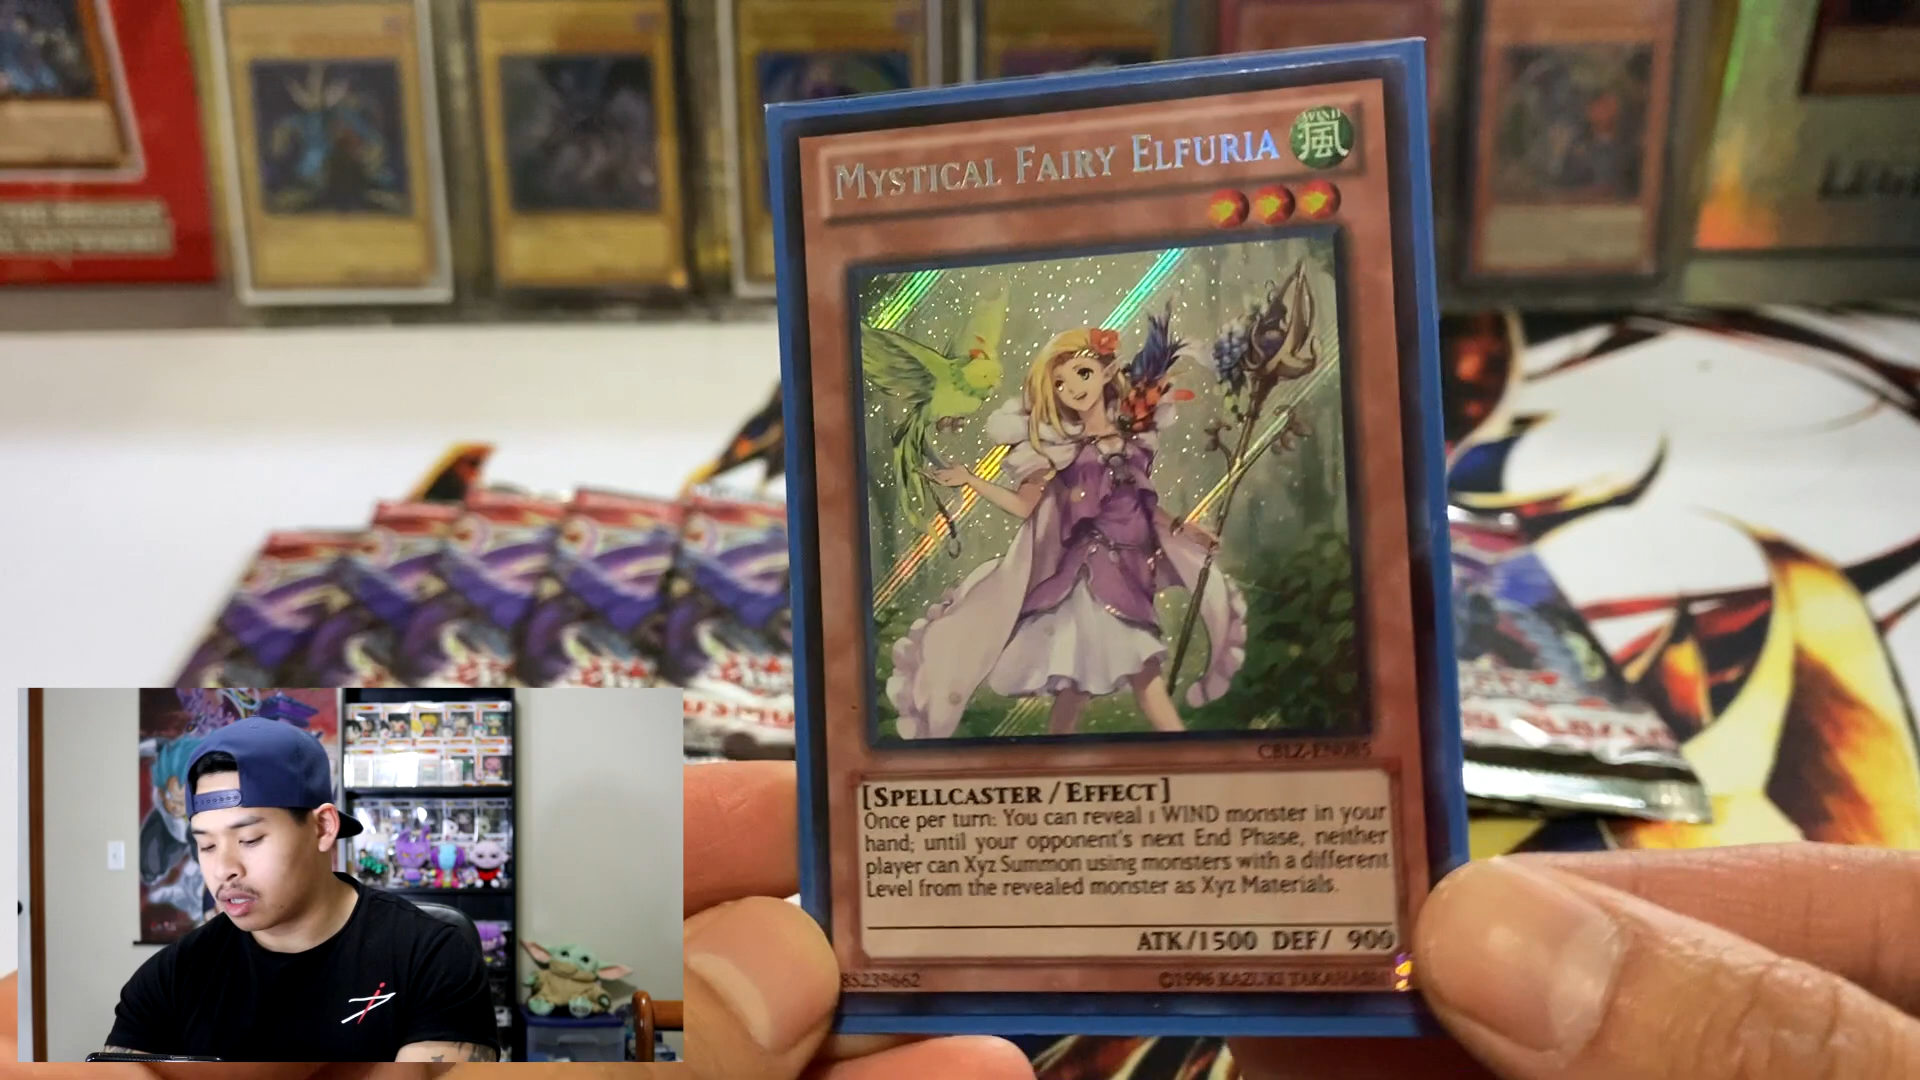 MYSTICAL FAIRY ELFURIA
WIND
風
CBLZ-EN085
[SPELLCASTER / EFFECT]
Once per turn: You can reveal 1 WIND monster in your
hand; until your opponent's next End Phase, neither
player can Xyz Summon using monsters with a different
Level from the revealed monster as Xyz Materials.
ATK/1500 DEF/ 900
85239662
©1996 KAZUKI TAKAHASHI